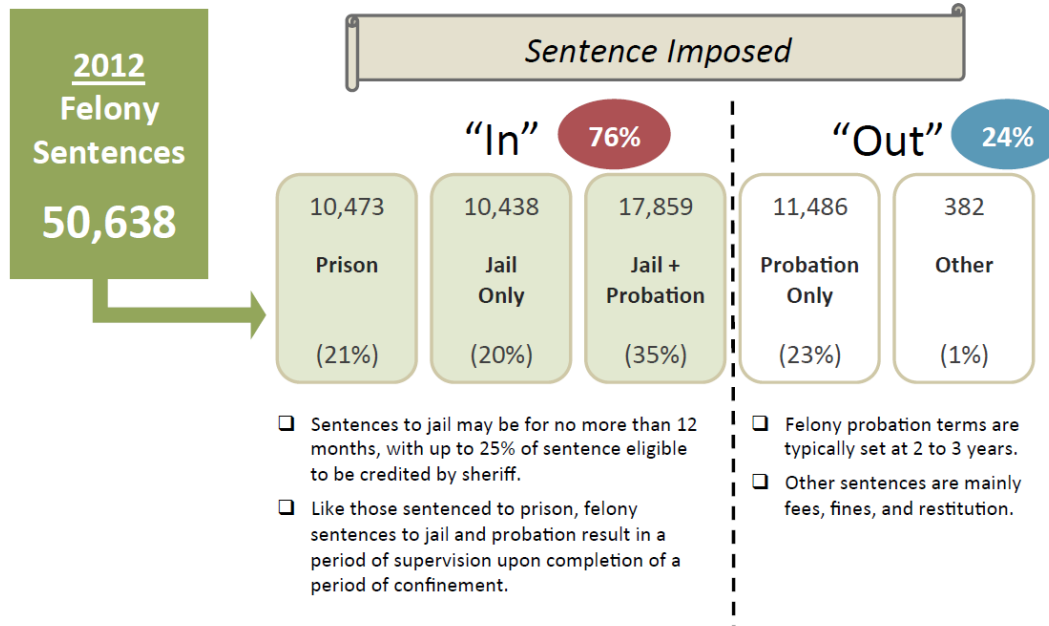 2012
Felony
Sentences
50,638
Sentence Imposed
“In”
76%
“Out”
24%
10,473
Prison
(21%)
10,438
Jail
Only
(20%)
17,859
Jail +
Probation
(35%)
11,486
Probation
Only
(23%)
382
Other
(1%)
❑ Sentences to jail may be for no more than 12
months, with up to 25% of sentence eligible
to be credited by sheriff.
❑ Like those sentenced to prison, felony
sentences to jail and probation result in a
period of supervision upon completion of a
period of confinement.
❑ Felony probation terms are
typically set at 2 to 3 years.
❑ Other sentences are mainly
fees, fines, and restitution.